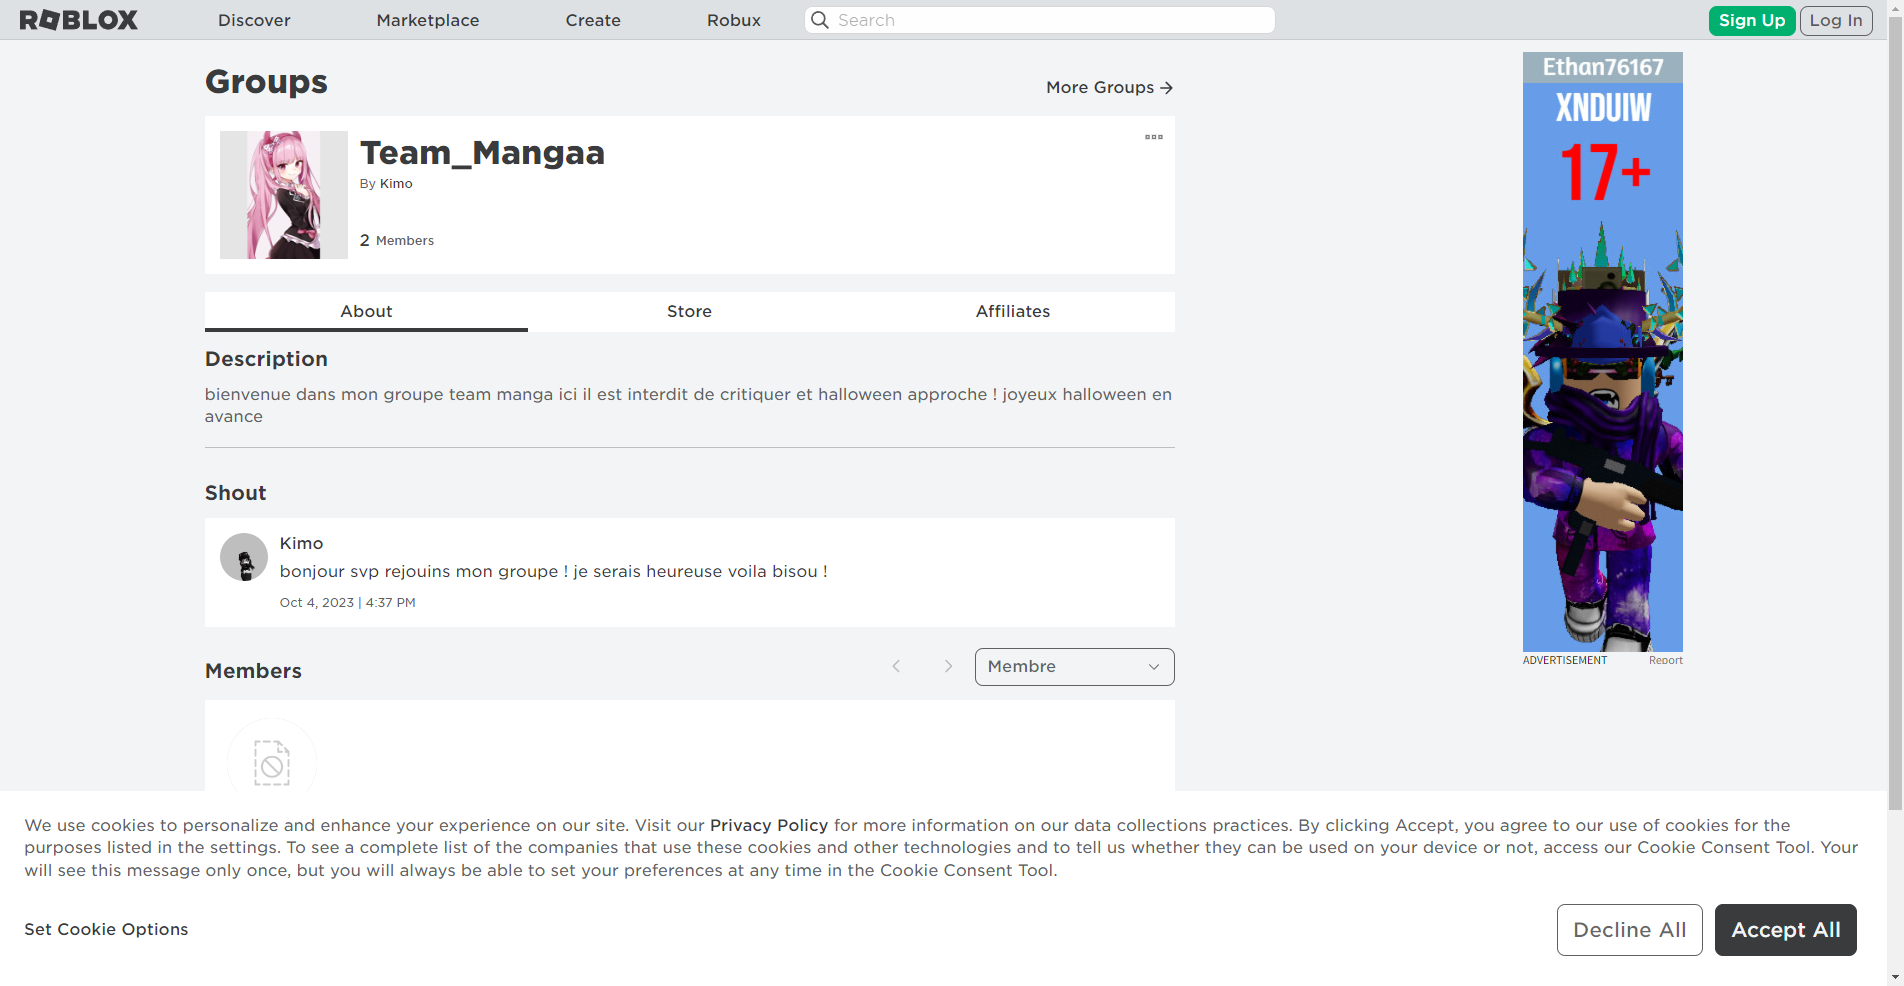 ROBLOX
Discover
Marketplace
Create
Robux
Search
Sign Up
Log In
Groups
More Groups
Team_Mangaa
By Kimo
2 Members
About
Store
Affiliates
Description
bienvenue dans mon groupe team manga ici il est interdit de critiquer et halloween approche ! joyeux halloween en
avance
Shout
Kimo
bonjour svp rejouins mon groupe ! je serais heureuse voila bisou !
Oct 4, 2023 | 4:37 PM
Members
Membre
Ethan76167
XNDUIW
17+
ADVERTISEMENT
Report
We use cookies to personalize and enhance your experience on our site. Visit our Privacy Policy for more information on our data collections practices. By clicking Accept, you agree to our use of cookies for the
purposes listed in the settings. To see a complete list of the companies that use these cookies and other technologies and to tell us whether they can be used on your device or not, access our Cookie Consent Tool. Your
will see this message only once, but you will always be able to set your preferences at any time in the Cookie Consent Tool.
Set Cookie Options
Decline All
Accept All